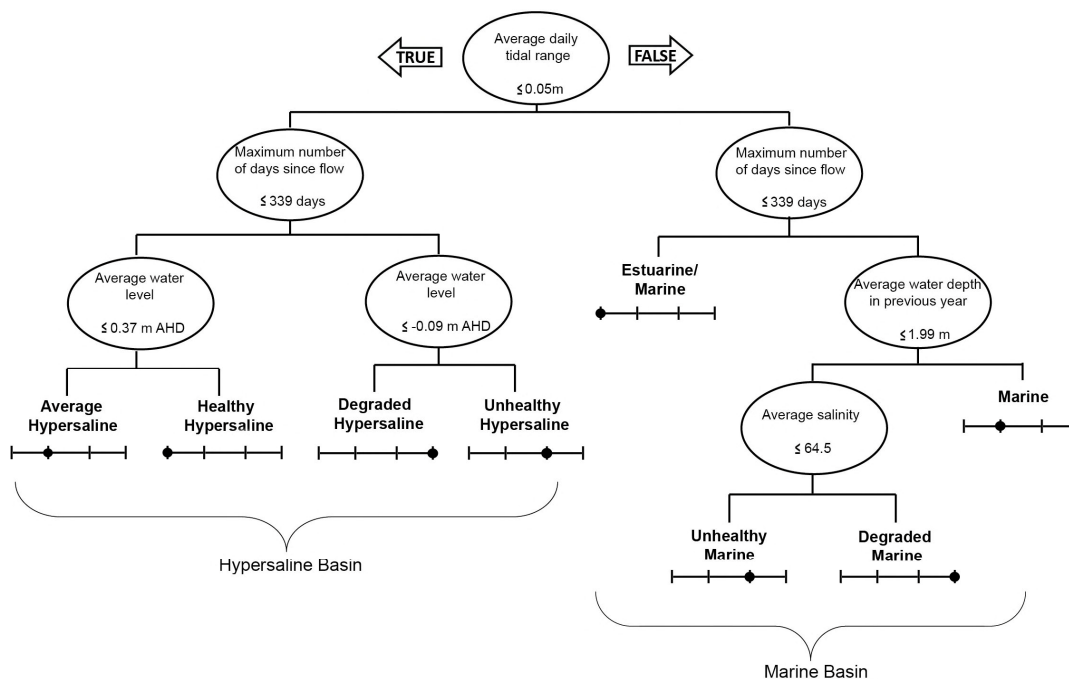 Average daily
tidal range
≤0.05m
TRUE
FALSE
Maximum number
of days since flow
≤339 days
Maximum number
of days since flow
≤339 days
Average water
level
≤0.37 m AHD
Average water
level
≤-0.09 m AHD
Estuarine/
Marine
Average water depth
in previous year
≤1.99 m
Average
Hypersaline
Healthy
Hypersaline
Degraded
Hypersaline
Unhealthy
Hypersaline
Average salinity
≤64.5
Marine
Hypersaline Basin
Unhealthy
Marine
Degraded
Marine
Marine Basin